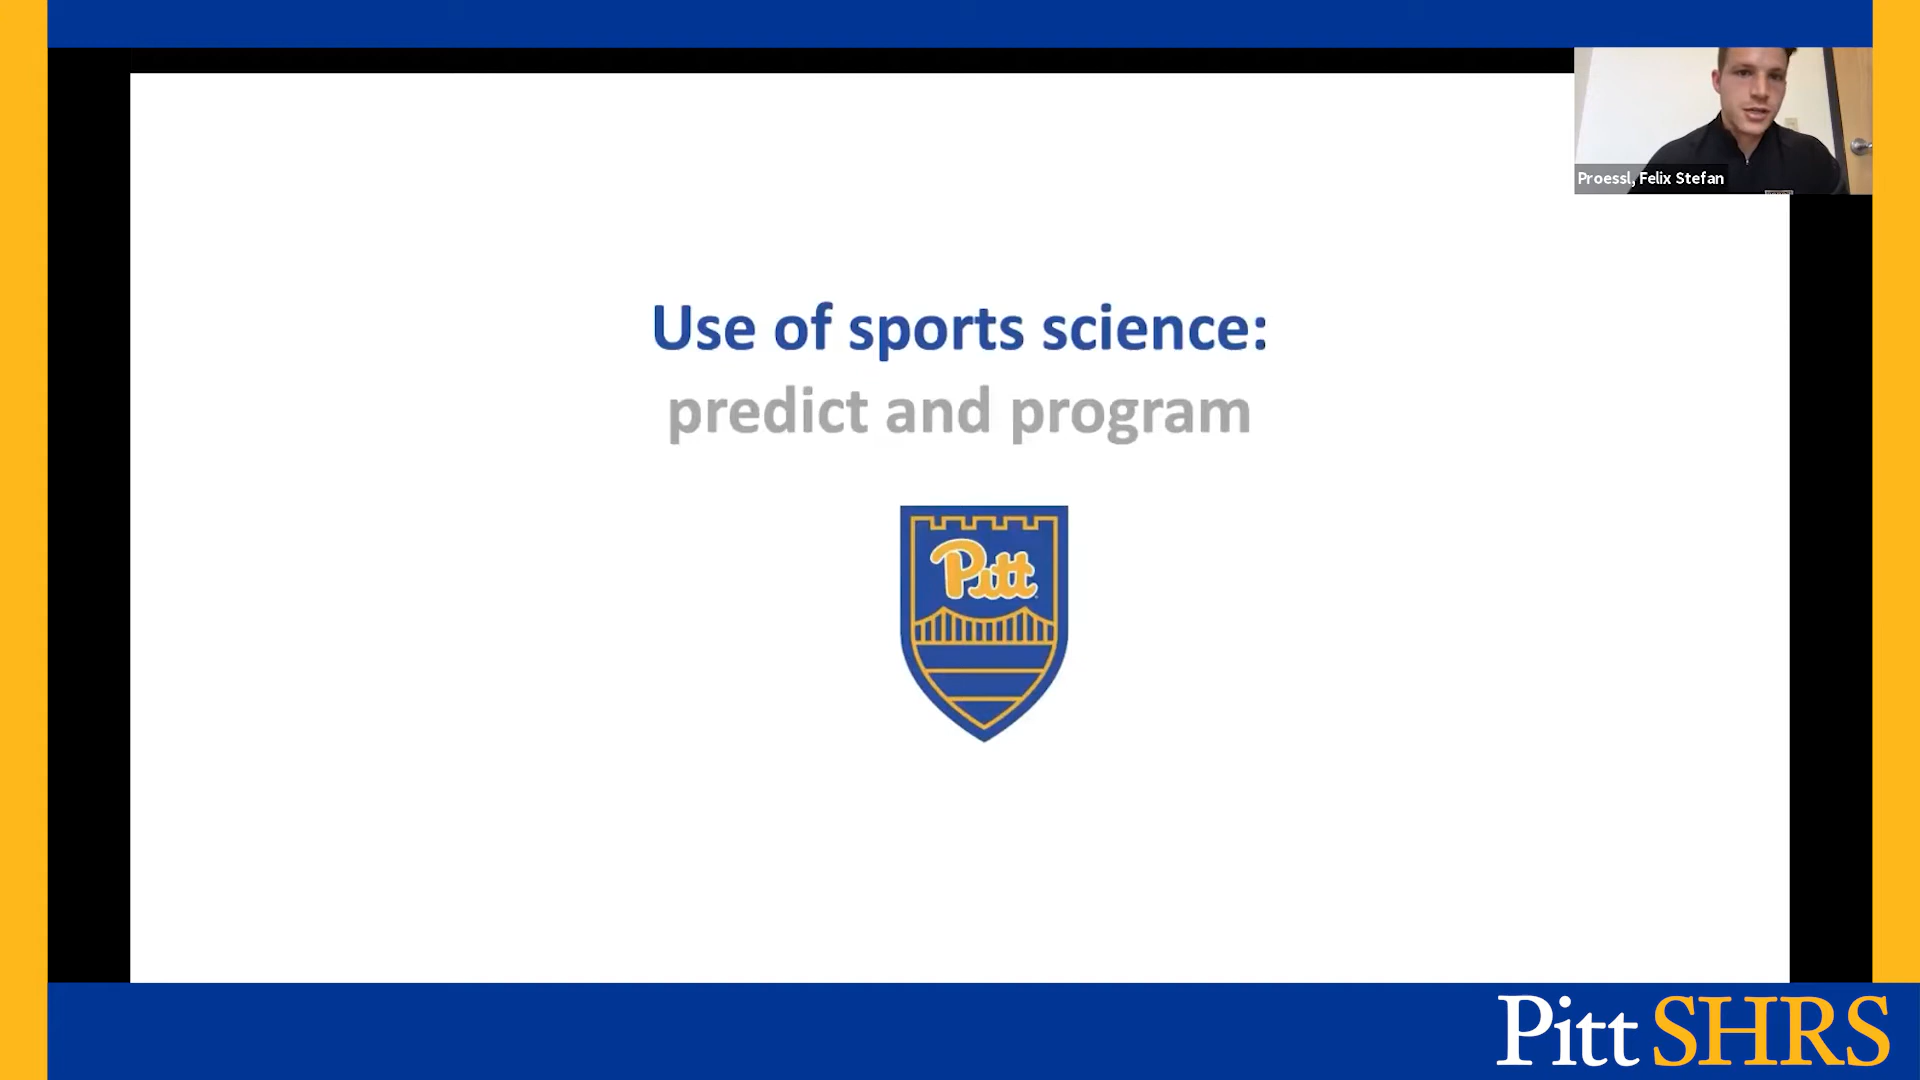 Proessl, Felix Stefan
Use of sports science:
predict and program
Pitt
Pitt SHRS